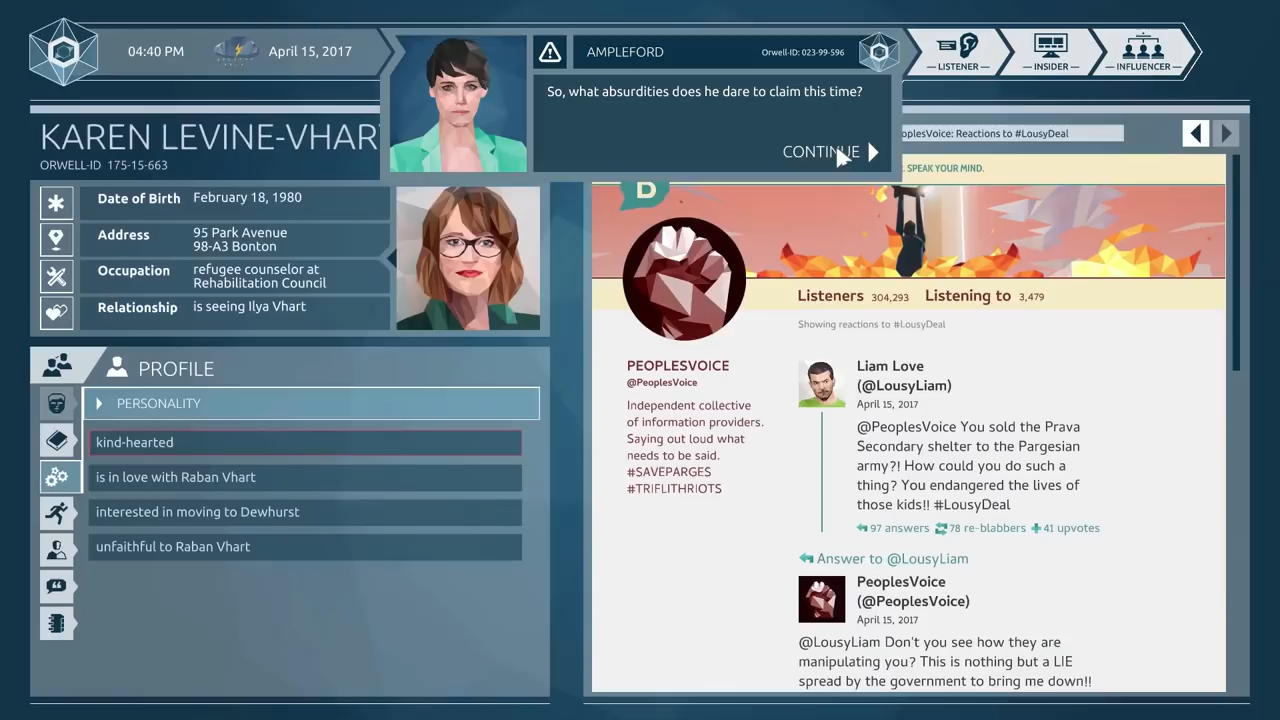 04:40 PM
April 15, 2017
AMPLEFORD
Orwell-ID: 023-99-596
So, what absurdities does he dare to claim this time?
CONTINUE
LISTENER
INSIDER
INFLUENCER
KAREN LEVINE-VHAR
ORWELL-ID 175-15-663
Date of Birth February 18, 1980
Address 95 Park Avenue
98-A3 Bonton
Occupation refugee counselor at
Rehabilitation Council
Relationship is seeing Ilya Vhart
PROFILE
PERSONALITY
kind-hearted
is in love with Raban Vhart
interested in moving to Dewhurst
unfaithful to Raban Vhart
oplesVoice: Reactions to #LousyDeal
SPEAK YOUR MIND.
Listeners 304,293 Listening to 3,479
Showing reactions to #LousyDeal
PEOPLESVOICE
@PeoplesVoice
Independent collective
of information providers.
Saying out loud what
needs to be said.
#SAVEPARGES
#TRIFLITHRIOTS
Liam Love
(@LousyLiam)
April 15, 2017
@PeoplesVoice You sold the Prava
Secondary shelter to the Pargesian
army?! How could you do such a
thing? You endangered the lives of
those kids!! #LousyDeal
97 answers 78 re-blabbers 41 upvotes
Answer to @LousyLiam
PeoplesVoice
(@PeoplesVoice)
April 15, 2017
@LousyLiam Don't you see how they are
manipulating you? This is nothing but a LIE
spread by the government to bring me down!!